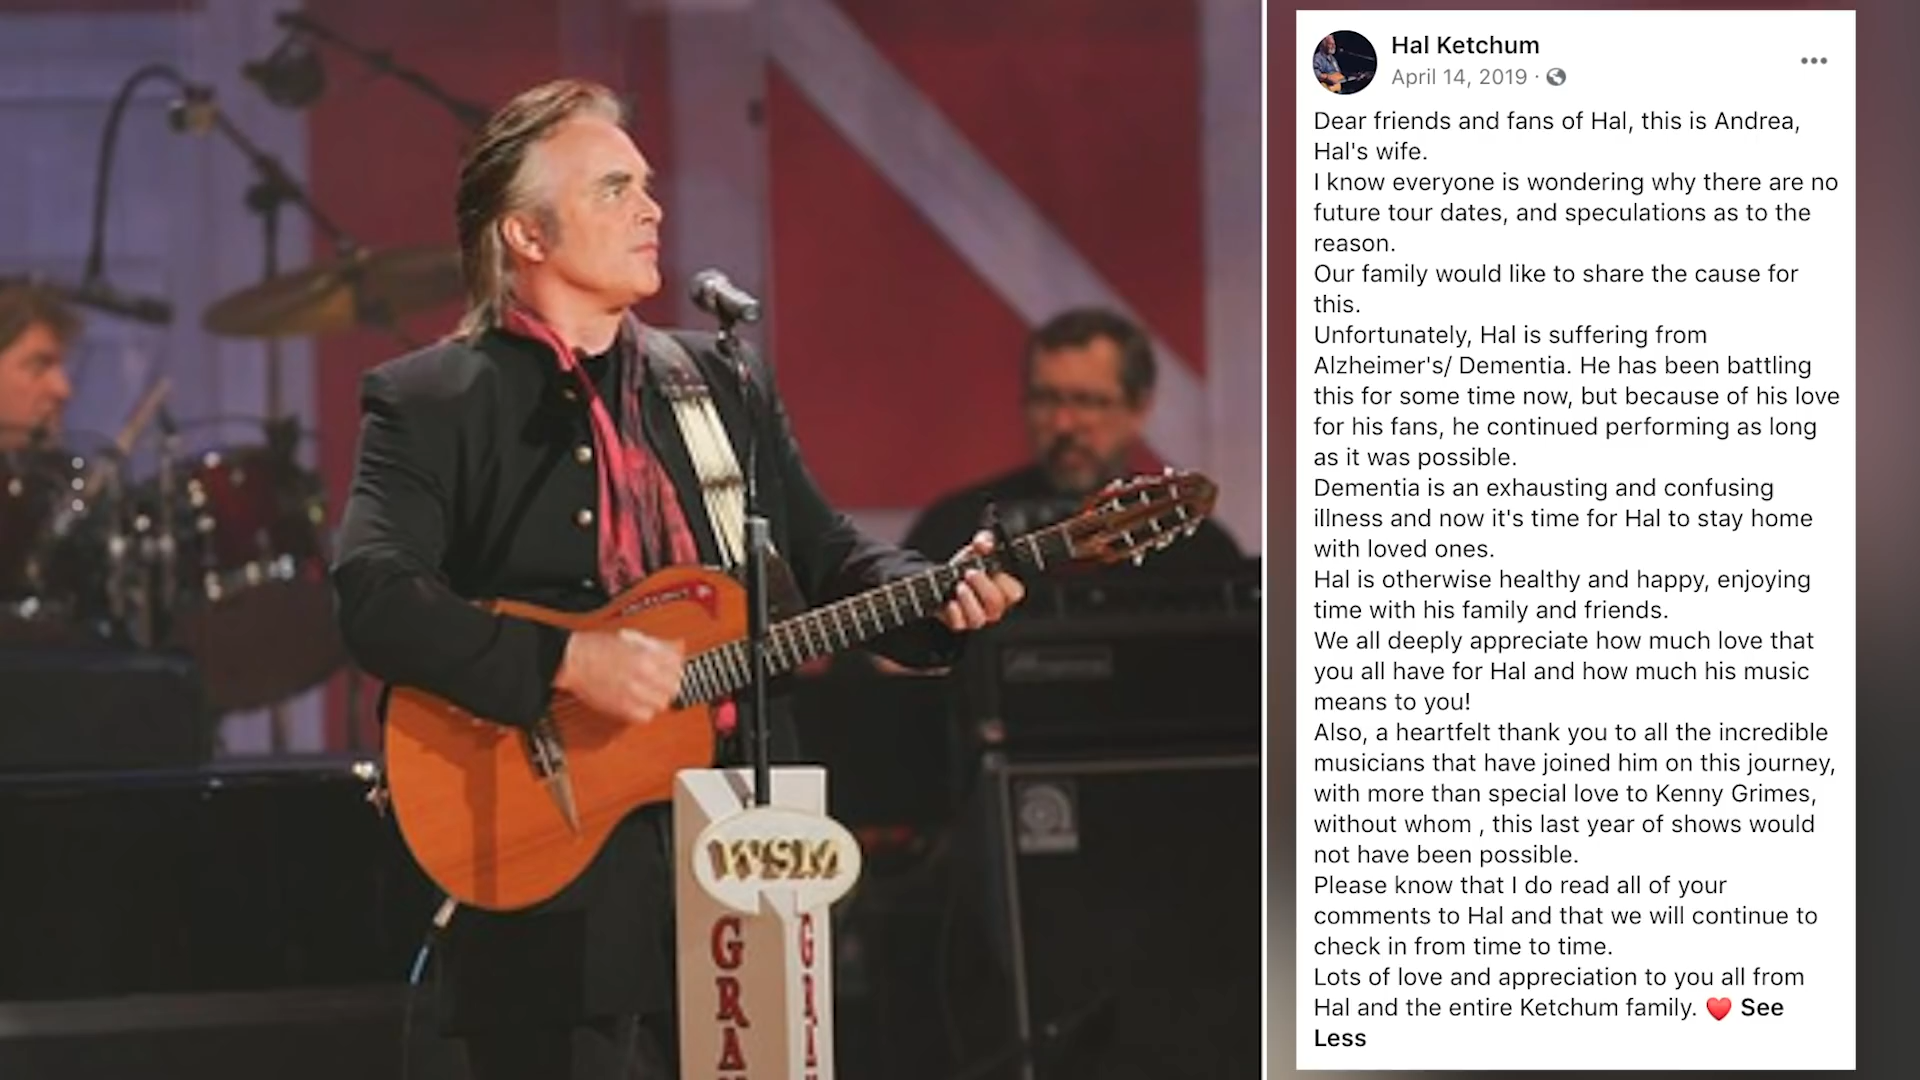 Hal Ketchum
April 14, 2019 ·
Dear friends and fans of Hal, this is Andrea,
Hal's wife.
I know everyone is wondering why there are no
future tour dates, and speculations as to the
reason.
Our family would like to share the cause for
this.
Unfortunately, Hal is suffering from
Alzheimer's/ Dementia. He has been battling
this for some time now, but because of his love
for his fans, he continued performing as long
as it was possible.
Dementia is an exhausting and confusing
illness and now it's time for Hal to stay home
with loved ones.
Hal is otherwise healthy and happy, enjoying
time with his family and friends.
We all deeply appreciate how much love that
you all have for Hal and how much his music
means to you!
Also, a heartfelt thank you to all the incredible
musicians that have joined him on this journey,
with more than special love to Kenny Grimes,
without whom , this last year of shows would
not have been possible.
Please know that I do read all of your
comments to Hal and that we will continue to
check in from time to time.
Lots of love and appreciation to you all from
Hal and the entire Ketchum family. ❤️ See
Less
WSM
GRA
GRA